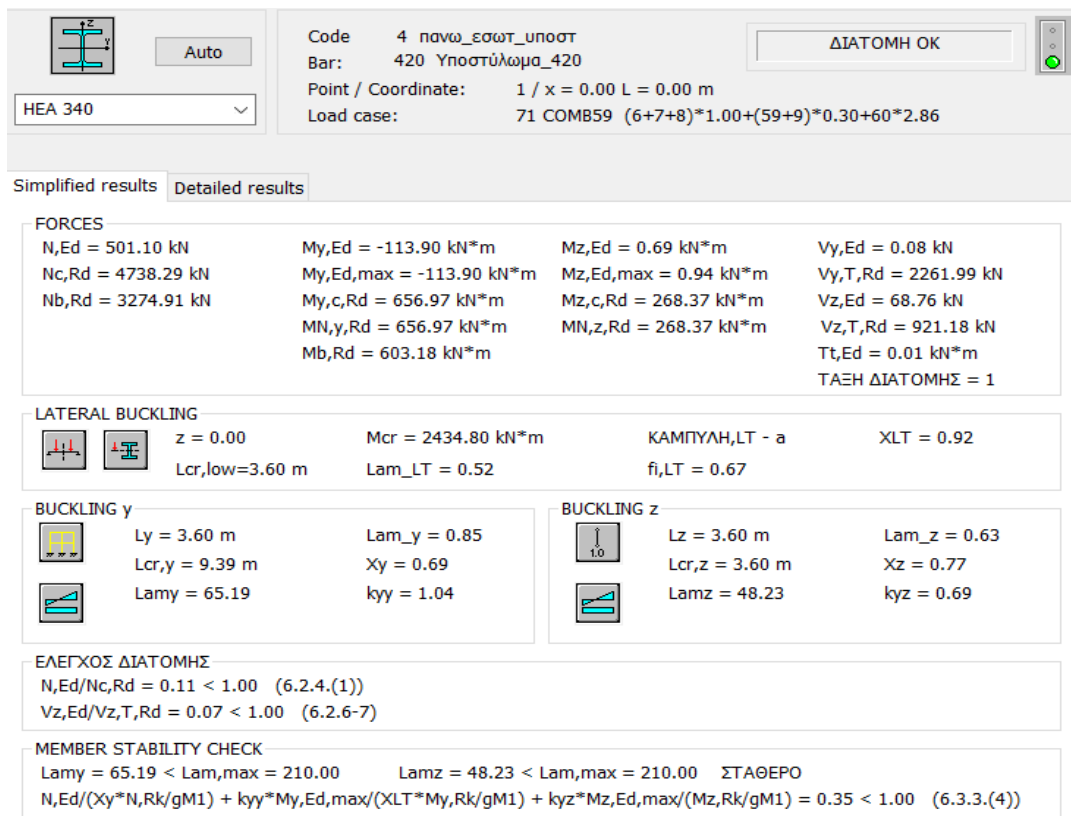 z
y
Auto
HEA 340
Code 4 πανω_εσωτ_υποστ
Bar: 420 Υποστύλωμα_420
Point / Coordinate: 1 / x = 0.00 L = 0.00 m
Load case: 71 COMB59 (6+7+8)*1.00+(59+9)*0.30+60*2.86
ΔΙΑΤΟΜΗ OK
Simplified results Detailed results
FORCES
N,Ed = 501.10 kN My,Ed = -113.90 kN*m Mz,Ed = 0.69 kN*m Vy,Ed = 0.08 kN
Nc,Rd = 4738.29 kN My,Ed,max = -113.90 kN*m Mz,Ed,max = 0.94 kN*m Vy,T,Rd = 2261.99 kN
Nb,Rd = 3274.91 kN My,c,Rd = 656.97 kN*m Mz,c,Rd = 268.37 kN*m Vz,Ed = 68.76 kN
MN,y,Rd = 656.97 kN*m MN,z,Rd = 268.37 kN*m Vz,T,Rd = 921.18 kN
Mb,Rd = 603.18 kN*m Tt,Ed = 0.01 kN*m
ΤΑΞΗ ΔΙΑΤΟΜΗΣ = 1
LATERAL BUCKLING
z = 0.00 Mcr = 2434.80 kN*m ΚΑΜΠΥΛΗ,LT - a XLT = 0.92
Lcr,low=3.60 m Lam_LT = 0.52 fi,LT = 0.67
BUCKLING y
Ly = 3.60 m Lam_y = 0.85
Lcr,y = 9.39 m Xy = 0.69
Lamy = 65.19 kyy = 1.04
BUCKLING z
1.0
Lz = 3.60 m Lam_z = 0.63
Lcr,z = 3.60 m Xz = 0.77
Lamz = 48.23 kyz = 0.69
ΕΛΕΓΧΟΣ ΔΙΑΤΟΜΗΣ
N,Ed/Nc,Rd = 0.11 < 1.00 (6.2.4.(1))
Vz,Ed/Vz,T,Rd = 0.07 < 1.00 (6.2.6-7)
MEMBER STABILITY CHECK
Lamy = 65.19 < Lam,max = 210.00 Lamz = 48.23 < Lam,max = 210.00 ΣΤΑΘΕΡΟ
N,Ed/(Xy*N,Rk/gM1) + kyy*My,Ed,max/(XLT*My,Rk/gM1) + kyz*Mz,Ed,max/(Mz,Rk/gM1) = 0.35 < 1.00 (6.3.3.(4))